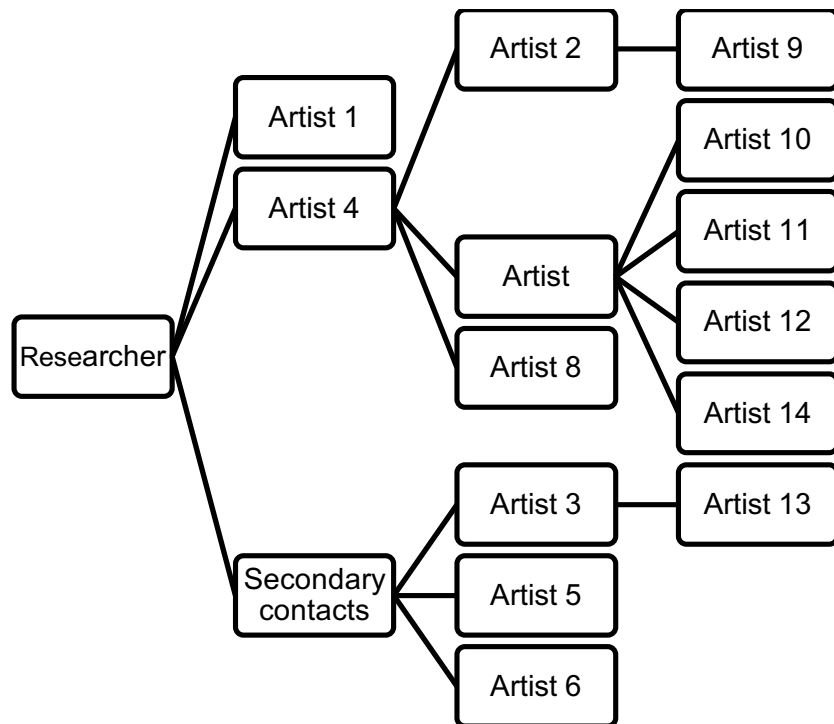 Artist 2
Artist 9
Artist 1
Artist 10
Artist 4
Artist 11
Artist
Artist 12
Researcher
Artist 8
Artist 14
Artist 3
Artist 13
Secondary
contacts
Artist 5
Artist 6